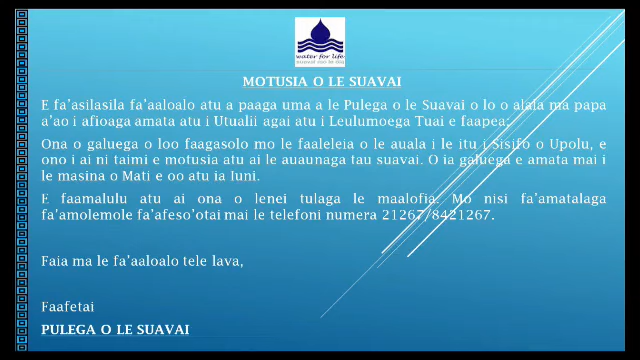 water for life
MOTUSIA O LE SUAVAI
E fa'asilasila fa'aaloalo atu a paaga uma a le Pulega o le Suavai o lo o alala ma papa
a'ao i afioaga amata atu i Utualii agai atu i Leulumoega Tuai e faapea;
Ona o galuega o loo faagasolo mo le faaleleia o le auala i le itu i Sisifo o Upolu, e
ono i ai ni taimi e motusia atu ai le auaunaga tau suavai. O ia galuega e amata mai i
le masina o Mati e oo atu ia Iuni.
E faamalulu atu ai ona o lenei tulaga le maalofia. Mo nisi fa'amatalaga
fa'amolemole fa'afeso'otai mai le telefoni numera 21267/8421267.
Faia ma le fa'aaloalo tele lava,
Faafetai
PULEGA O LE SUAVAI